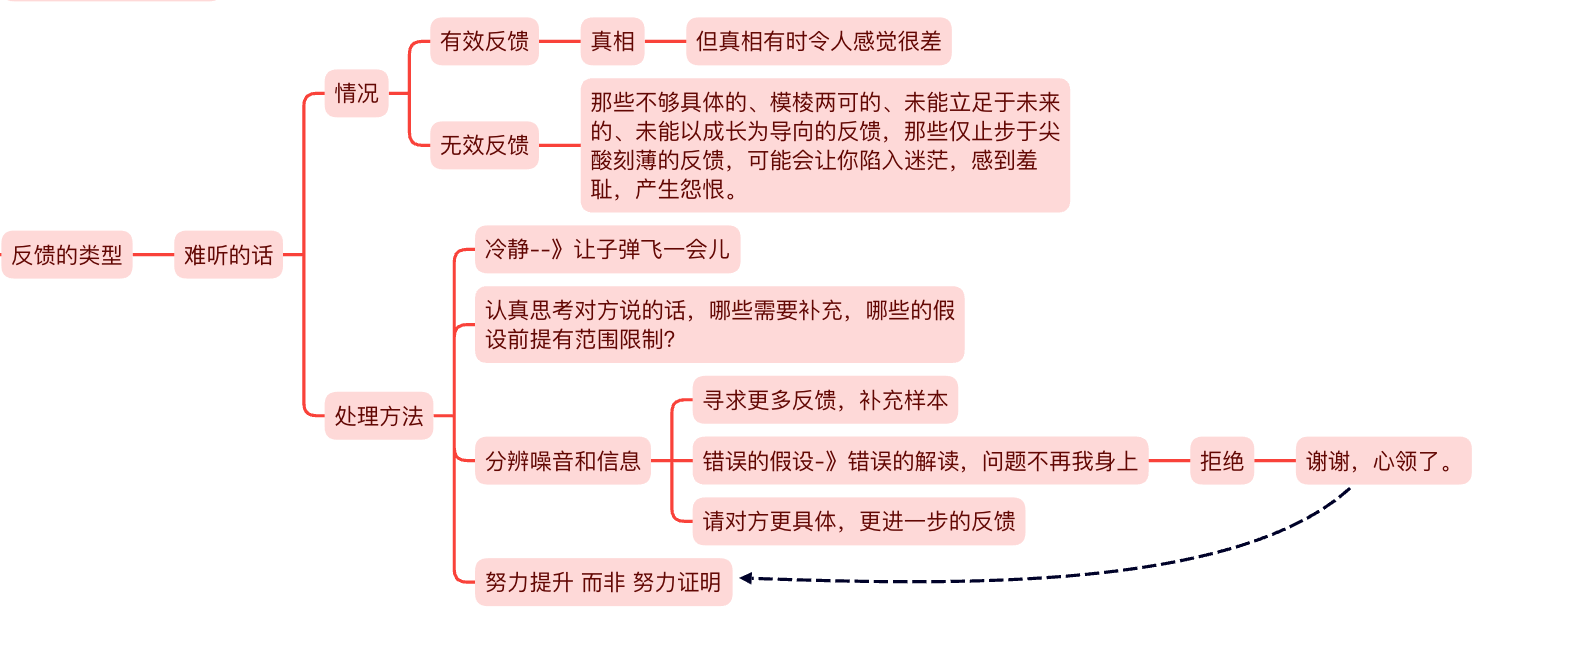 反馈的类型
难听的话
情况
有效反馈
真相
但真相有时令人感觉很差
无效反馈
那些不够具体的、模棱两可的、未能立足于未来
的、未能以成长为导向的反馈，那些仅止步于尖
酸刻薄的反馈，可能会让你陷入迷茫，感到羞
耻，产生怨恨。
处理方法
冷静--》让子弹飞一会儿
认真思考对方说的话，哪些需要补充，哪些的假
设前提有范围限制？
分辨噪音和信息
寻求更多反馈，补充样本
错误的假设-》错误的解读，问题不再我身上
拒绝
谢谢，心领了。
请对方更具体，更进一步的反馈
努力提升 而非 努力证明